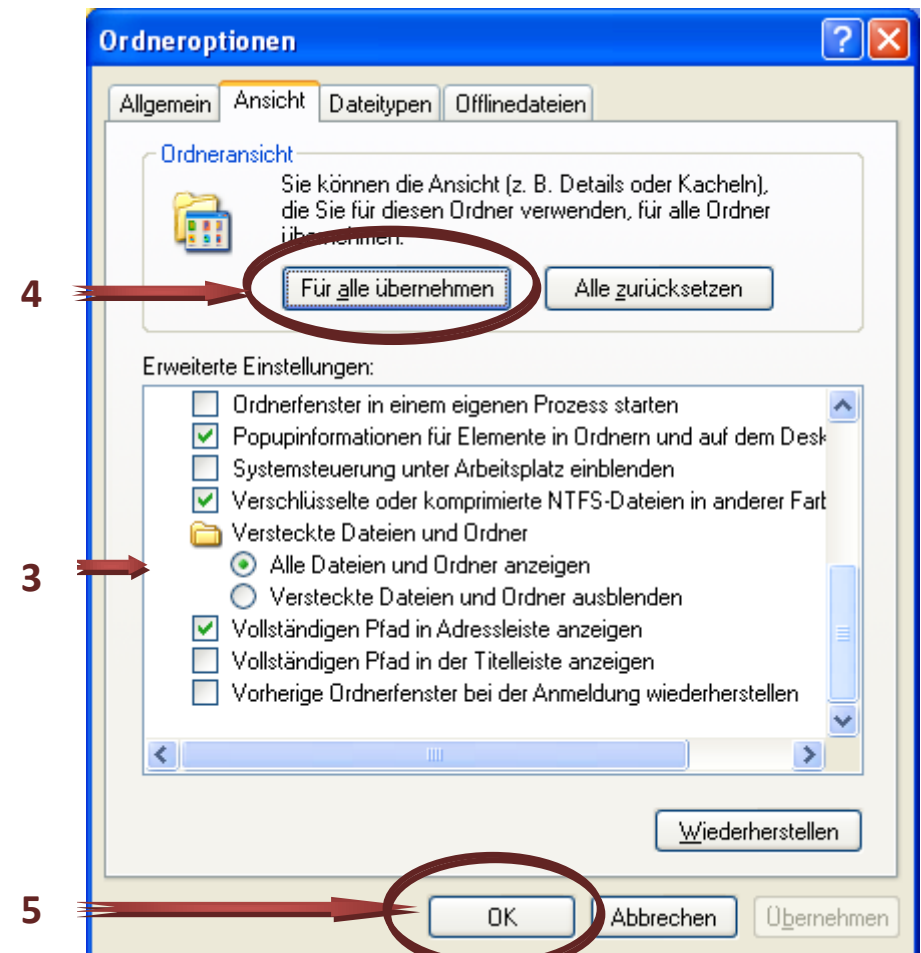 Ordneroptionen
Allgemein Ansicht Dateitypen Offlinedateien
Ordneransicht
Sie können die Ansicht (z. B. Details oder Kacheln),
die Sie für diesen Ordner verwenden, für alle Ordner
übernehmen.
4 Für alle übernehmen Alle zurücksetzen
Erweiterte Einstellungen:
Ordnerfenster in einem eigenen Prozess starten
Popupinformationen für Elemente in Ordnern und auf dem Desk
Systemsteuerung unter Arbeitsplatz einblenden
Verschlüsselte oder komprimierte NTFS-Dateien in anderer Farb
Versteckte Dateien und Ordner
3 Alle Dateien und Ordner anzeigen
Versteckte Dateien und Ordner ausblenden
Vollständigen Pfad in Adressleiste anzeigen
Vollständigen Pfad in der Titelleiste anzeigen
Vorherige Ordnerfenster bei der Anmeldung wiederherstellen
Wiederherstellen
5 OK Abbrechen Übernehmen